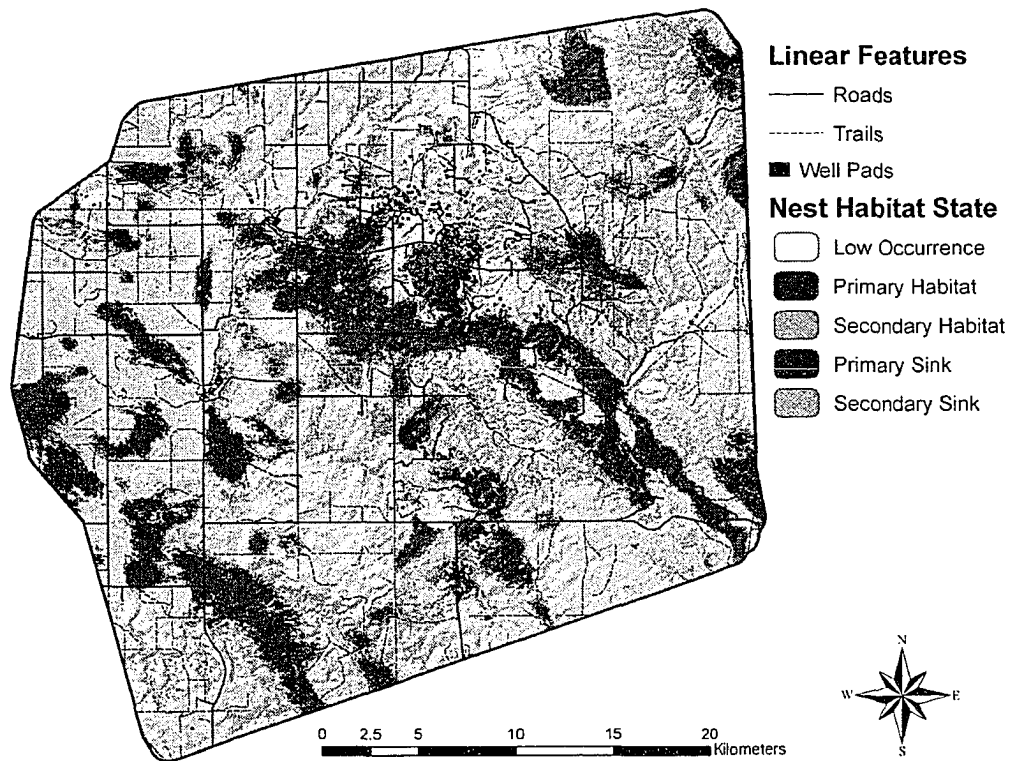 Linear Features
Roads
Trails
Well Pads
Nest Habitat State
Low Occurrence
Primary Habitat
Secondary Habitat
Primary Sink
Secondary Sink
N
W E
S
0 2.5 5 10 15 20
Kilometers